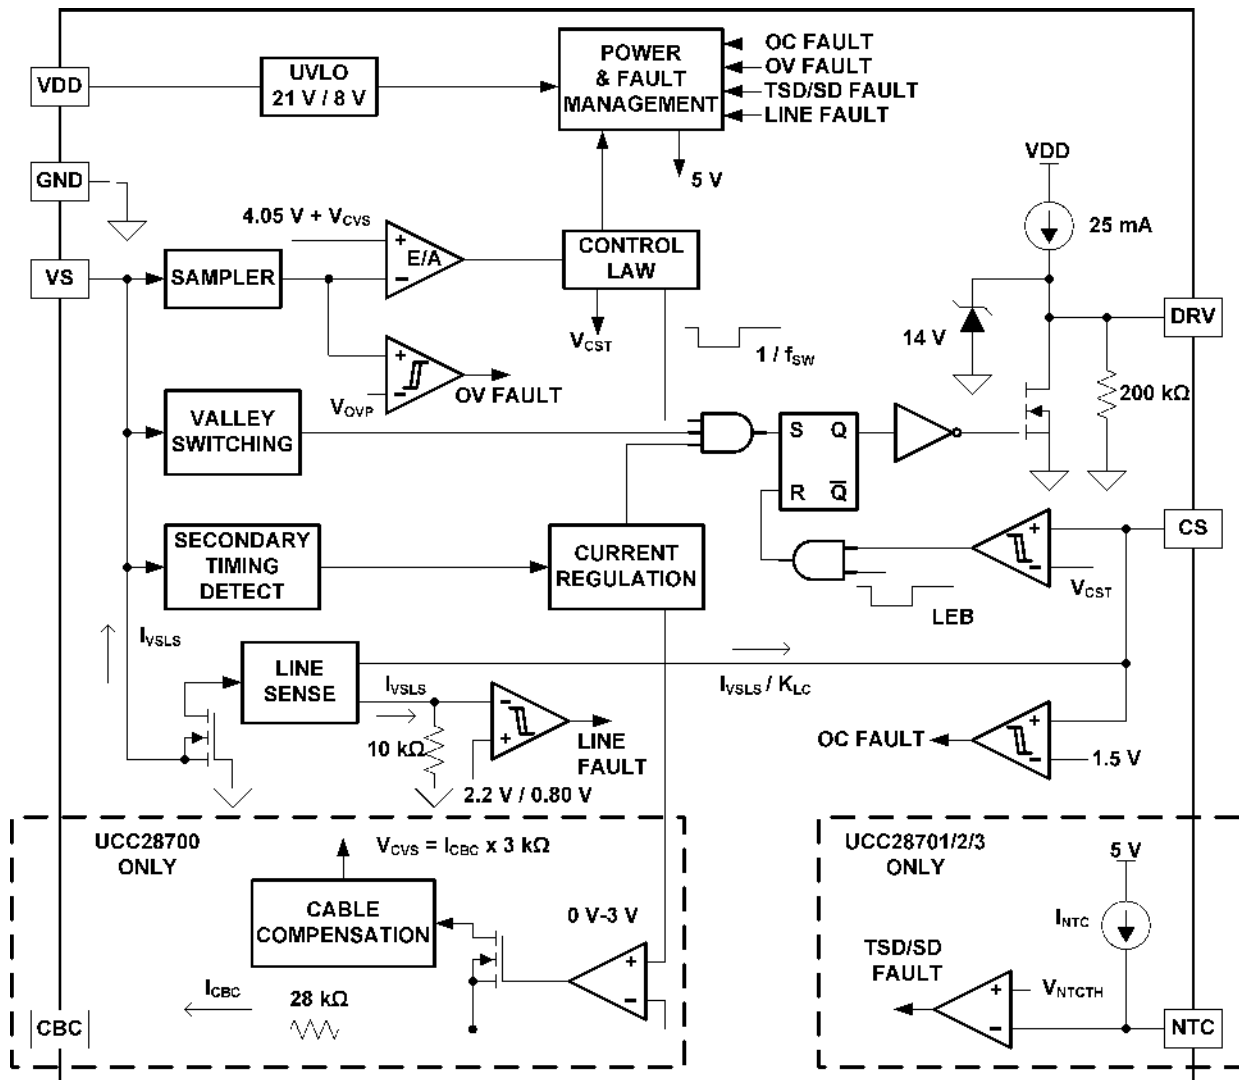 VDD
UVLO
21 V / 8 V
POWER
& FAULT
MANAGEMENT
OC FAULT
OV FAULT
TSD/SD FAULT
LINE FAULT
5 V
GND
VDD
25 mA
4.05 V + VCVS
+
E/A
−
CONTROL
LAW
VS
SAMPLER
VCST
1 / fSW
14 V
DRV
200 kΩ
+
−
VOVP
OV FAULT
VALLEY
SWITCHING
S Q
R Q̅
SECONDARY
TIMING
DETECT
CURRENT
REGULATION
+
−
CS
VCST
LEB
IVSLS
LINE
SENSE
IVSLS
10 kΩ
−
+
LINE
FAULT
2.2 V / 0.80 V
IVSLS / KLC
OC FAULT
+
−
1.5 V
UCC28700
ONLY
VCVS = ICBC x 3 kΩ
CABLE
COMPENSATION
0 V-3 V
+
−
ICBC
28 kΩ
CBC
UCC28701/2/3
ONLY
5 V
INTC
TSD/SD
FAULT
+
−
VNTCTH
NTC